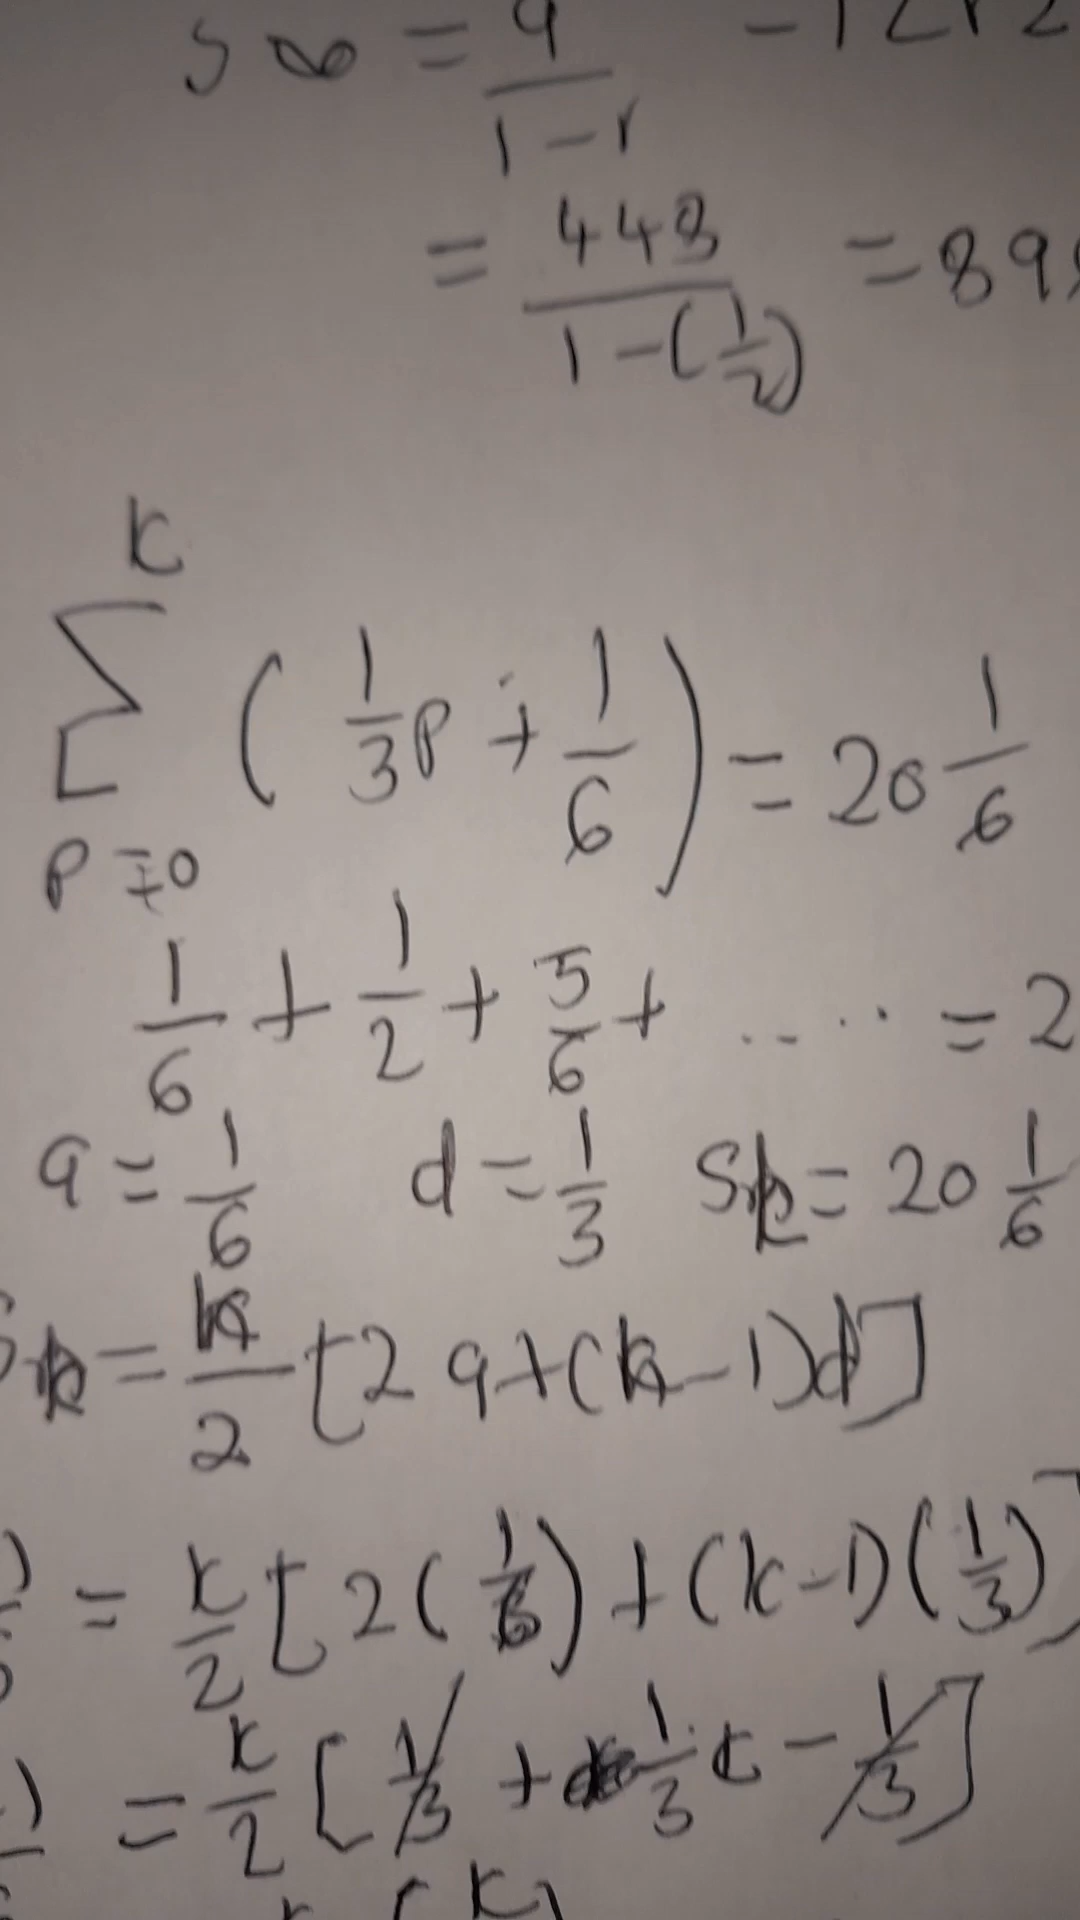 S∞ = a/(1-r) -1<r<
= 448/(1-(1/2)) = 89
K
Σ (1/3 P + 1/6) = 20 1/6
P=0
1/6 + 1/2 + 5/6 + ..... = 2
a = 1/6 d = 1/3 Sk = 20 1/6
Sk = k/2 [2a+(k-1)d]
= k/2 [2(1/6) + (k-1)(1/3)]
= k/2 [1/3 + 1/3 k - 1/3]
(k)